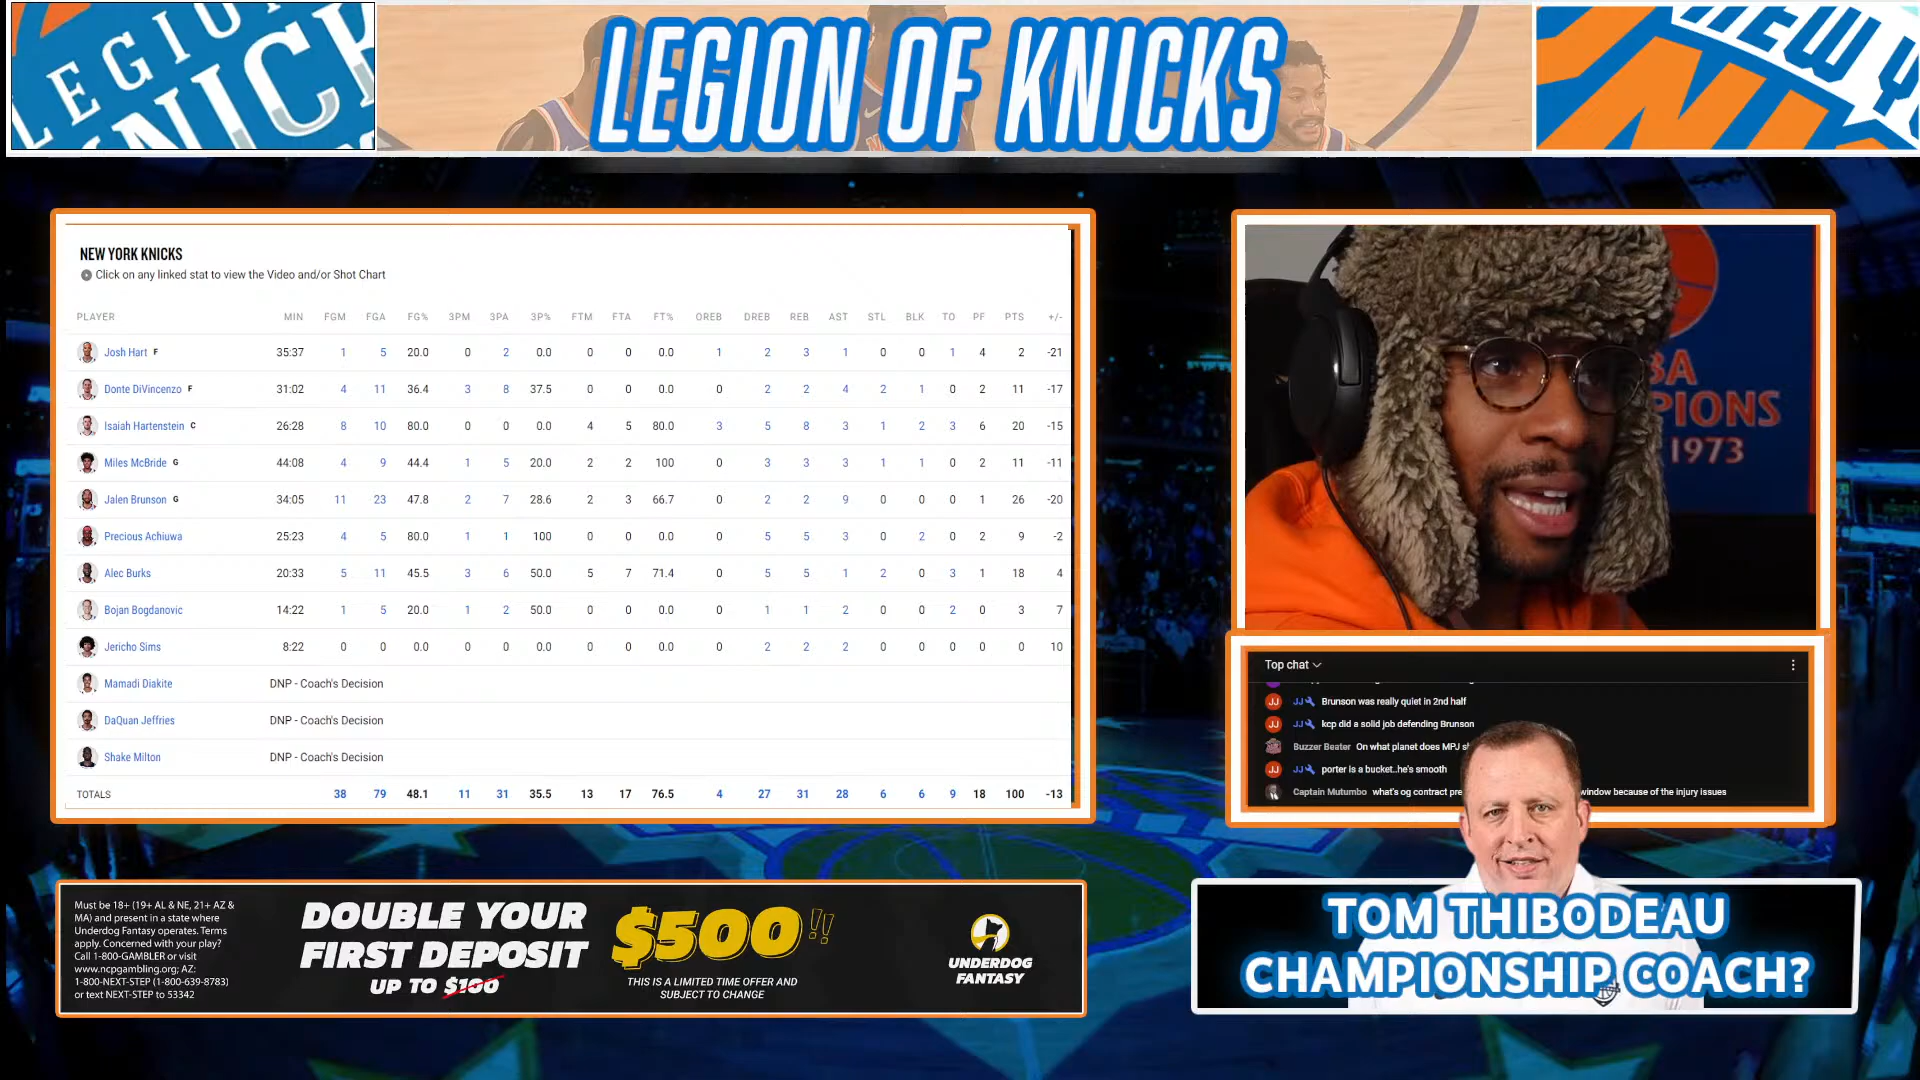 LEGION
KNICK
LEGION OF KNICKS
NEW Y
NEW YORK KNICKS
Click on any linked stat to view the Video and/or Shot Chart
PLAYER MIN FGM FGA FG% 3PM 3PA 3P% FTM FTA FT% OREB DREB REB AST STL BLK TO PF PTS +/-
Josh Hart F 35:37 1 5 20.0 0 2 0.0 0 0 0.0 1 2 3 1 0 0 1 4 2 -21
Donte DiVincenzo F 31:02 4 11 36.4 3 8 37.5 0 0 0.0 0 2 2 4 2 1 0 2 11 -17
Isaiah Hartenstein C 26:28 8 10 80.0 0 0 0.0 4 5 80.0 3 5 8 3 1 2 3 6 20 -15
Miles McBride G 44:08 4 9 44.4 1 5 20.0 2 2 100 0 3 3 3 1 1 0 2 11 -11
Jalen Brunson G 34:05 11 23 47.8 2 7 28.6 2 3 66.7 0 2 2 9 0 0 0 1 26 -20
Precious Achiuwa 25:23 4 5 80.0 1 1 100 0 0 0.0 0 5 5 3 0 2 0 2 9 -2
Alec Burks 20:33 5 11 45.5 3 6 50.0 5 7 71.4 0 5 5 1 2 0 3 1 18 4
Bojan Bogdanovic 14:22 1 5 20.0 1 2 50.0 0 0 0.0 0 1 1 2 0 0 2 0 3 7
Jericho Sims 8:22 0 0 0.0 0 0 0.0 0 0 0.0 0 2 2 2 0 0 0 0 0 10
Mamadi Diakite DNP - Coach's Decision
DaQuan Jeffries DNP - Coach's Decision
Shake Milton DNP - Coach's Decision
TOTALS 38 79 48.1 11 31 35.5 13 17 76.5 4 27 31 28 6 6 9 18 100 -13
BA
PIONS
1973
Top chat
JJ JJ Brunson was really quiet in 2nd half
JJ JJ kcp did a solid job defending Brunson
Buzzer Beater On what planet does MPJ
JJ JJ porter is a bucket..he's smooth
Captain Mutumbo what's og contract window because of the injury issues
Must be 18+ (19+ AL & NE, 21+ AZ &
MA) and present in a state where
Underdog Fantasy operates. Terms
apply. Concerned with your play?
Call 1-800-GAMBLER or visit
www.ncpgambling.org; AZ:
1-800-NEXT-STEP (1-800-639-8783)
or text NEXT-STEP to 53342
DOUBLE YOUR
FIRST DEPOSIT
UP TO $100
$500!!
THIS IS A LIMITED TIME OFFER AND
SUBJECT TO CHANGE
UNDERDOG
FANTASY
TOM THIBODEAU
CHAMPIONSHIP COACH?